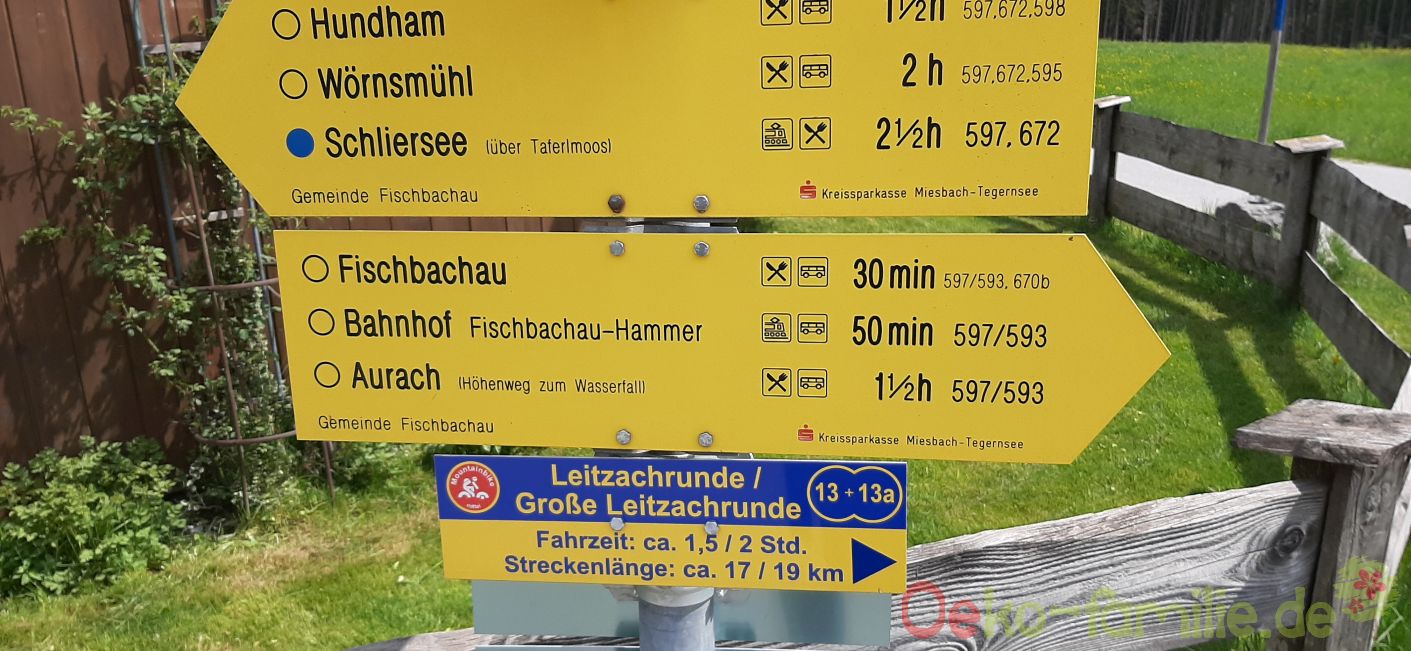 Hundham 1½h 597,672,598
Wörnsmühl 2 h 597,672,595
Schliersee (über Taferlmoos) 2½h 597, 672
Gemeinde Fischbachau Kreissparkasse Miesbach-Tegernsee
Fischbachau 30 min 597/593, 670b
Bahnhof Fischbachau-Hammer 50 min 597/593
Aurach (Höhenweg zum Wasserfall) 1½h 597/593
Gemeinde Fischbachau Kreissparkasse Miesbach-Tegernsee
Mountainbike
Leitzachrunde /
Große Leitzachrunde 13 + 13a
Fahrzeit: ca. 1,5 / 2 Std.
Streckenlänge: ca. 17 / 19 km
Oeko-familie.de